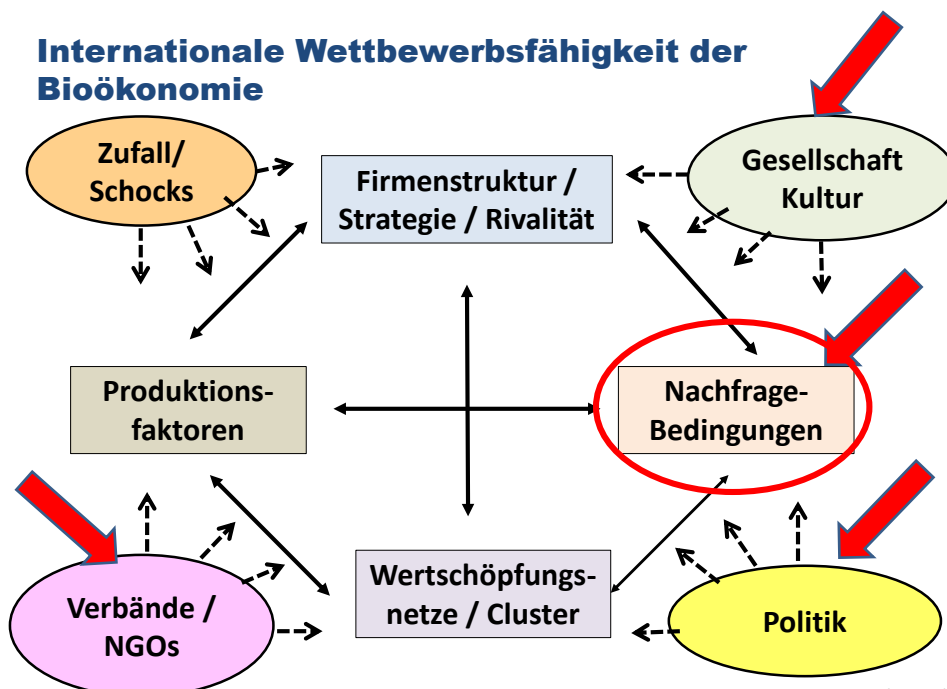 Internationale Wettbewerbsfähigkeit der
Bioökonomie
Zufall/
Schocks
Firmenstruktur /
Strategie / Rivalität
Gesellschaft
Kultur
Produktions-
faktoren
Nachfrage-
Bedingungen
Verbände /
NGOs
Wertschöpfungs-
netze / Cluster
Politik